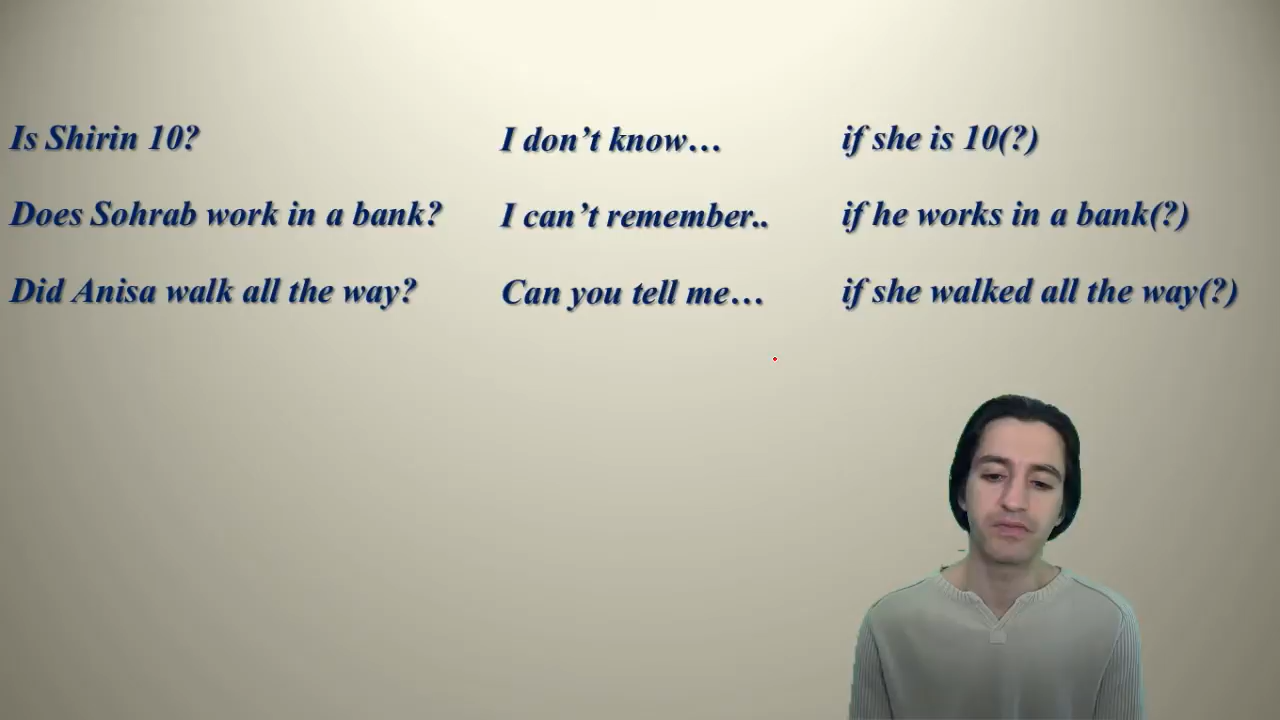 Is Shirin 10? I don’t know… if she is 10(?)
Does Sohrab work in a bank? I can’t remember.. if he works in a bank(?)
Did Anisa walk all the way? Can you tell me… if she walked all the way(?)